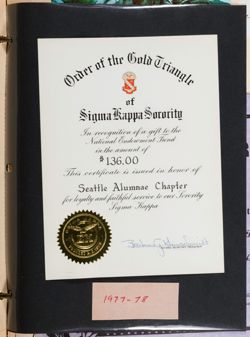 Order of the Gold Triangle
of
Sigma Kappa Sorority
In recognition of a gift to the
National Endowment Fund
in the amount of
$136.00
This certificate is issued in honor of
Seattle Alumnae Chapter
for loyalty and faithful service to our Sorority
Sigma Kappa
1977-78